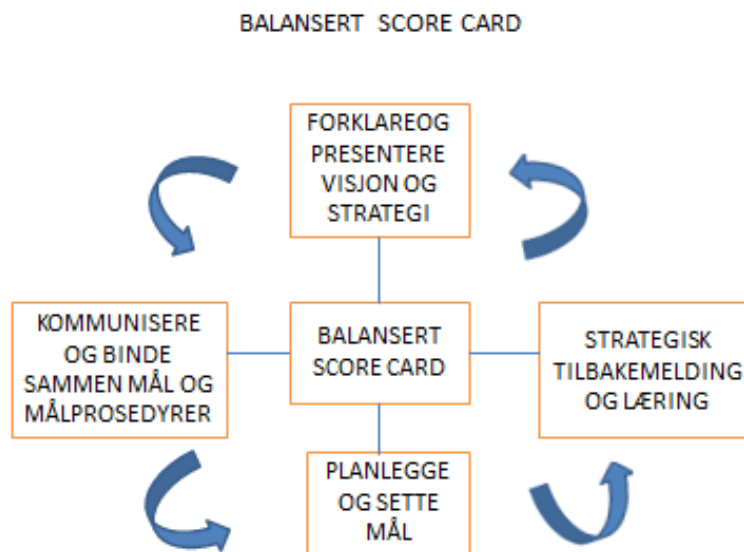 BALANSERT SCORE CARD
FORKLAREOG
PRESENTERE
VISJON OG
STRATEGI
KOMMUNISERE
OG BINDE
SAMMEN MÅL OG
MÅLPROSEDYRER
BALANSERT
SCORE CARD
STRATEGISK
TILBAKEMELDING
OG LÆRING
PLANLEGGE
OG SETTE
MÅL